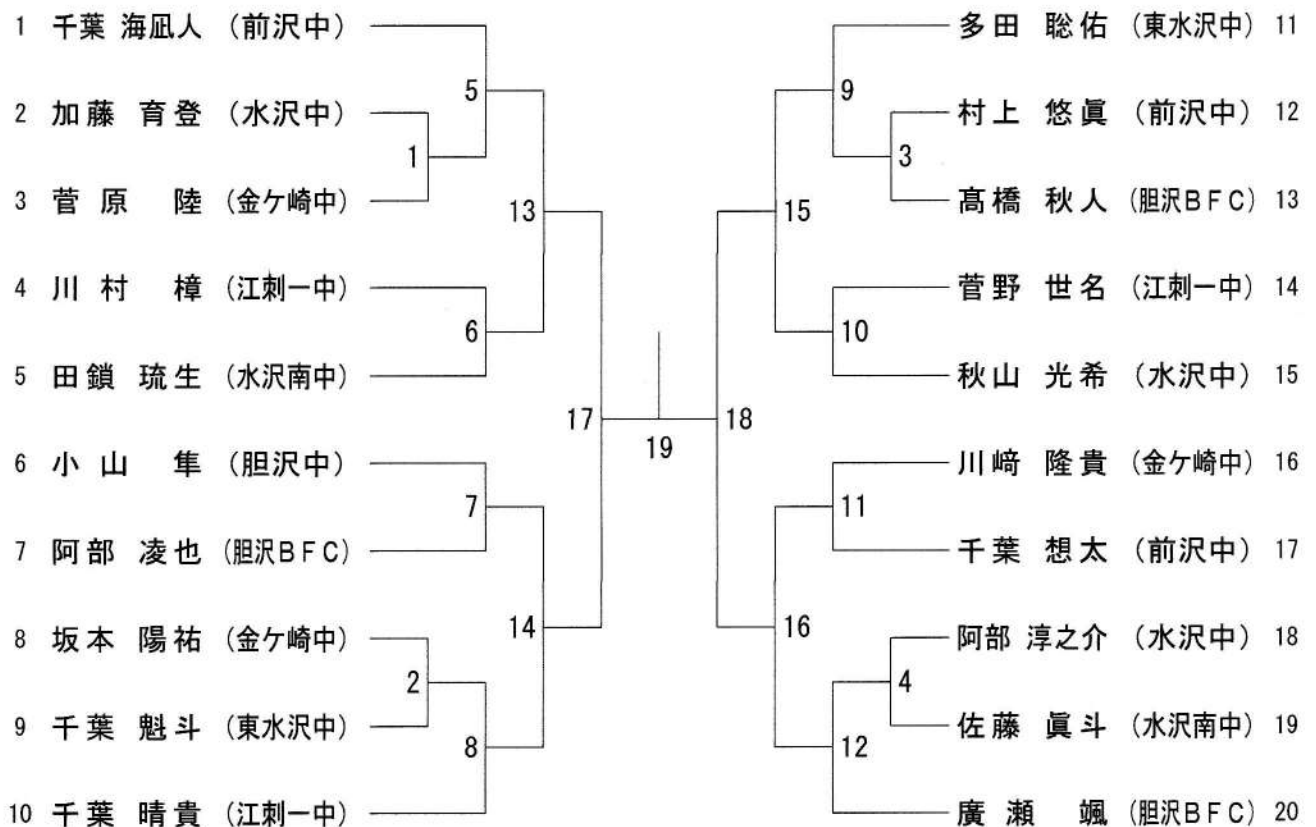 1 千葉 海凪人 (前沢中)
2 加藤 育登 (水沢中)
3 菅原 陸 (金ケ崎中)
4 川村 樟 (江刺一中)
5 田鎖 琉生 (水沢南中)
6 小山 隼 (胆沢中)
7 阿部 凌也 (胆沢BFC)
8 坂本 陽祐 (金ケ崎中)
9 千葉 魁斗 (東水沢中)
10 千葉 晴貴 (江刺一中)
5
1
13
6
17
7
14
2
8
19
9
3
15
10
18
11
16
4
12
多田 聡佑 (東水沢中) 11
村上 悠眞 (前沢中) 12
髙橋 秋人 (胆沢BFC) 13
菅野 世名 (江刺一中) 14
秋山 光希 (水沢中) 15
川﨑 隆貴 (金ケ崎中) 16
千葉 想太 (前沢中) 17
阿部 淳之介 (水沢中) 18
佐藤 眞斗 (水沢南中) 19
廣瀬 颯 (胆沢BFC) 20